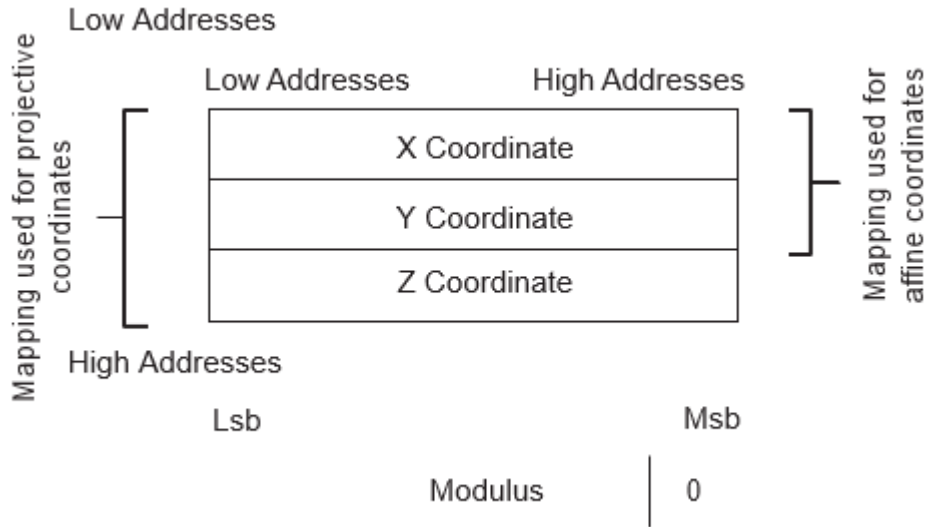 Low Addresses
Low Addresses High Addresses
Mapping used for projective
coordinates
X Coordinate
Y Coordinate
Z Coordinate
Mapping used for
affine coordinates
High Addresses
Lsb Msb
Modulus 0